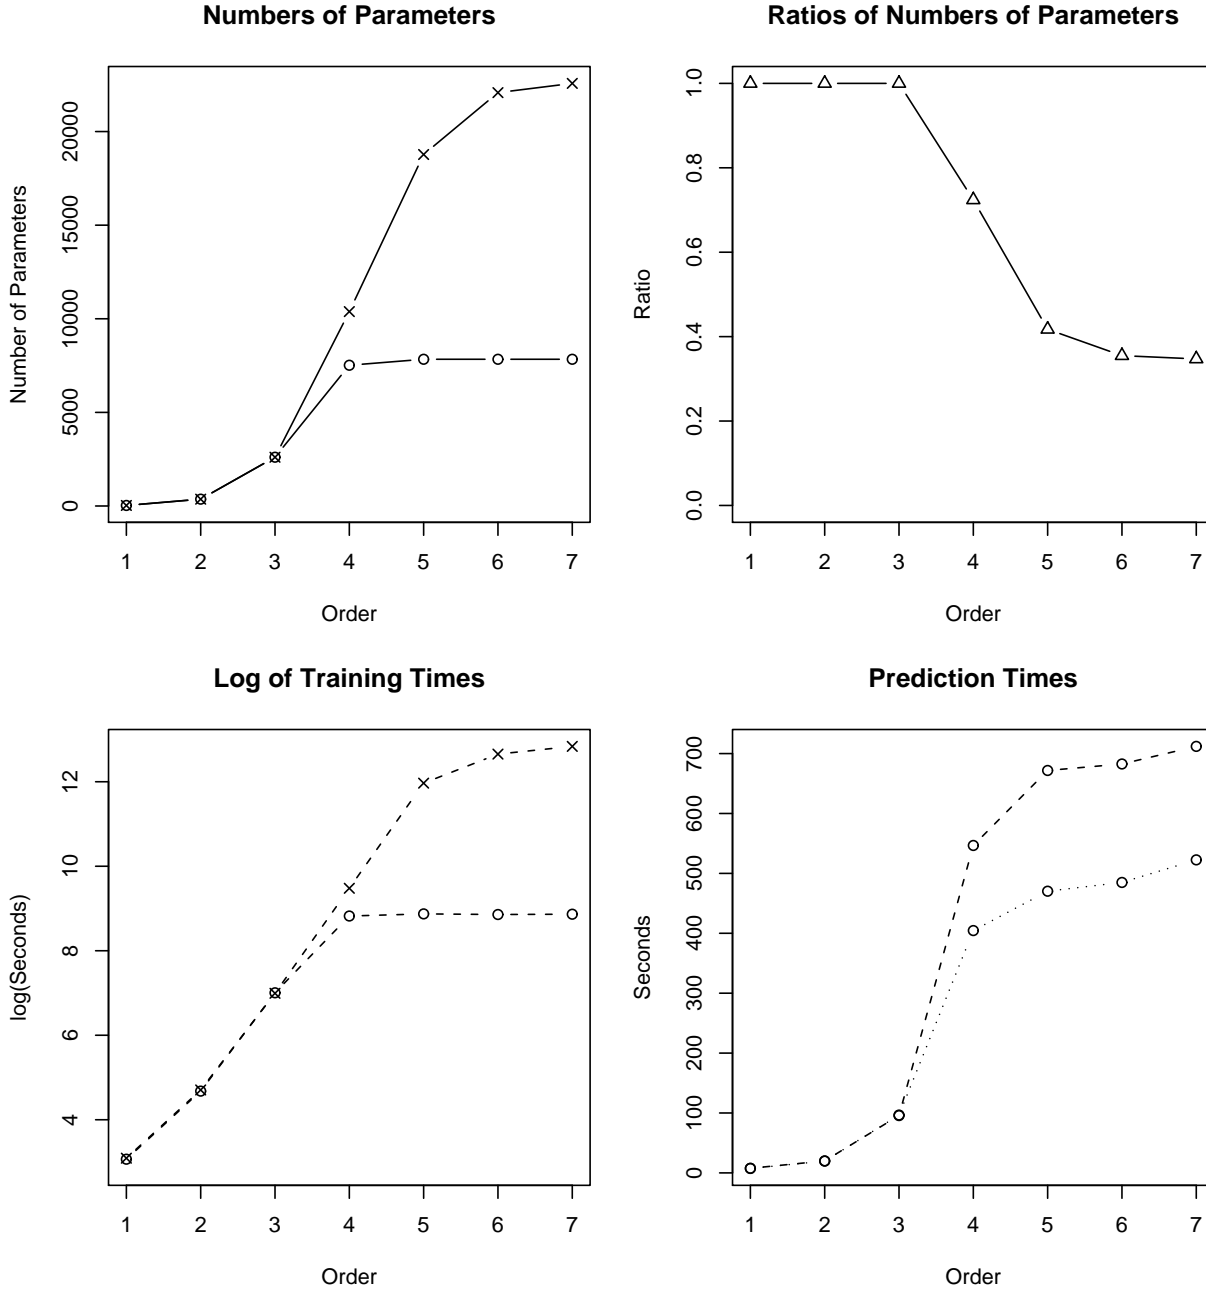 Numbers of Parameters
Number of Parameters
20000
15000
10000
5000
0
1 2 3 4 5 6 7
Order
Ratios of Numbers of Parameters
Ratio
1.0
0.8
0.6
0.4
0.2
0.0
1 2 3 4 5 6 7
Order
Log of Training Times
log(Seconds)
12
10
8
6
4
1 2 3 4 5 6 7
Order
Prediction Times
Seconds
700
600
500
400
300
200
100
0
1 2 3 4 5 6 7
Order